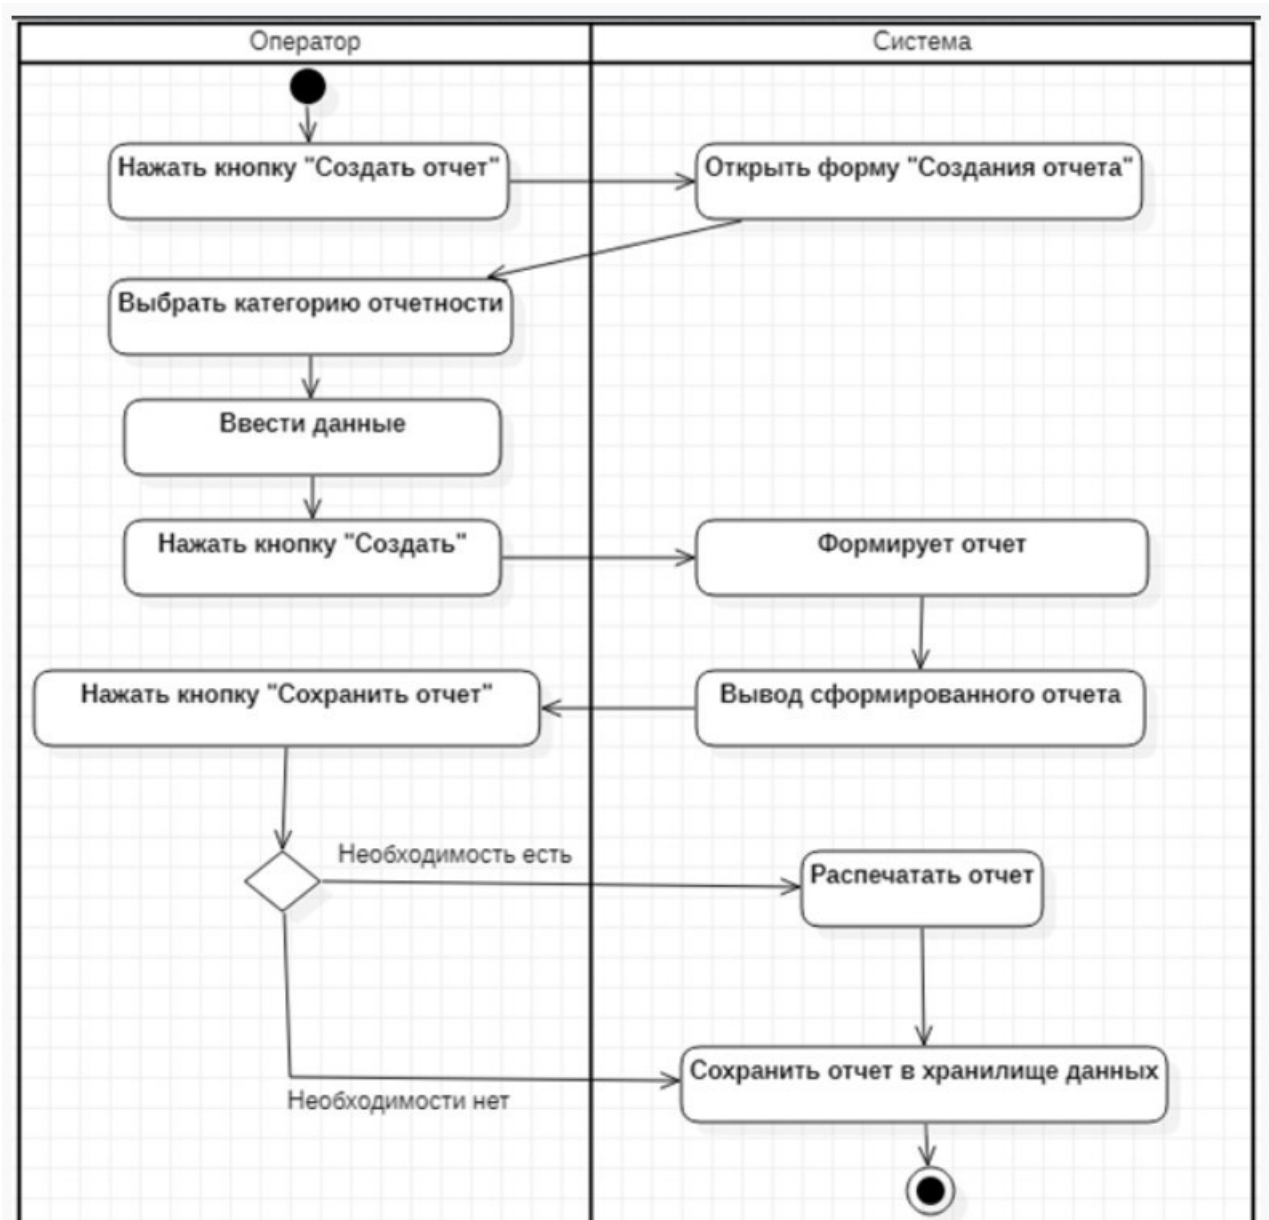 Оператор
Система
Нажать кнопку "Создать отчет"
Открыть форму "Создания отчета"
Выбрать категорию отчетности
Ввести данные
Нажать кнопку "Создать"
Формирует отчет
Нажать кнопку "Сохранить отчет"
Вывод сформированного отчета
Необходимость есть
Распечатать отчет
Сохранить отчет в хранилище данных
Необходимости нет